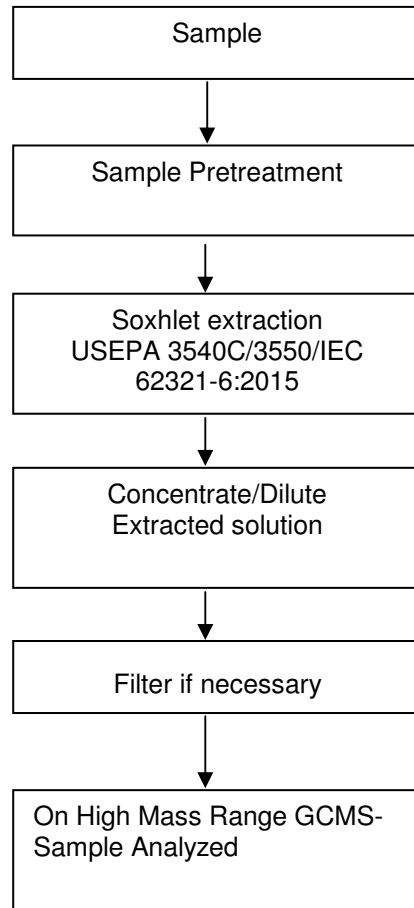 Sample
Sample Pretreatment
Soxhlet extraction
USEPA 3540C/3550/IEC
62321-6:2015
Concentrate/Dilute
Extracted solution
Filter if necessary
On High Mass Range GCMS-
Sample Analyzed